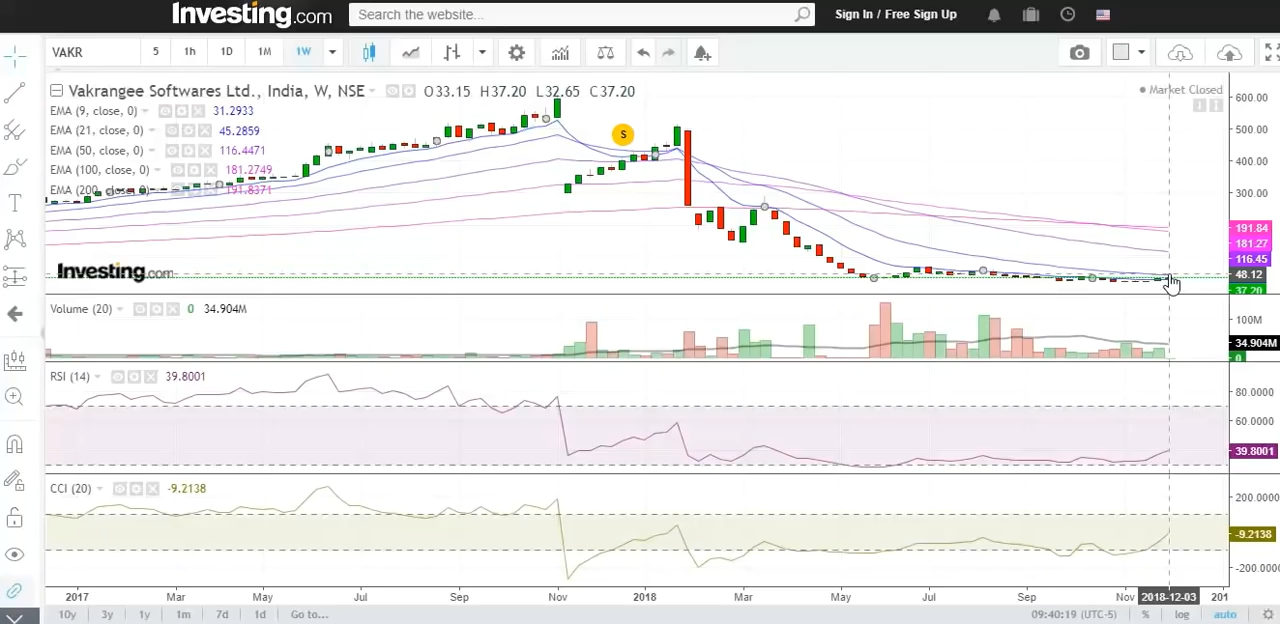 Investing.com Search the website... Sign In / Free Sign Up
VAKR 5 1h 1D 1M 1W
Vakrangee Softwares Ltd., India, W, NSE O33.15 H37.20 L32.65 C37.20
Market Closed
EMA (9, close, 0) 31.2933
EMA (21, close, 0) 45.2859
EMA (50, close, 0) 116.4471
EMA (100, close, 0) 181.2749
EMA (200, close, 0) 191.8371
S
600.00
500.00
400.00
300.00
191.84
181.27
116.45
48.12
37.20
Investing.com
Volume (20) 0 34.904M
100M
34.904M
0
RSI (14) 39.8001
80.0000
60.0000
39.8001
CCI (20) -9.2138
200.0000
-9.2138
-200.0000
2017 Mar May Jul Sep Nov 2018 Mar May Jul Sep Nov 2018-12-03 201
10y 3y 1y 1m 7d 1d Go to... 09:40:19 (UTC-5) % log auto